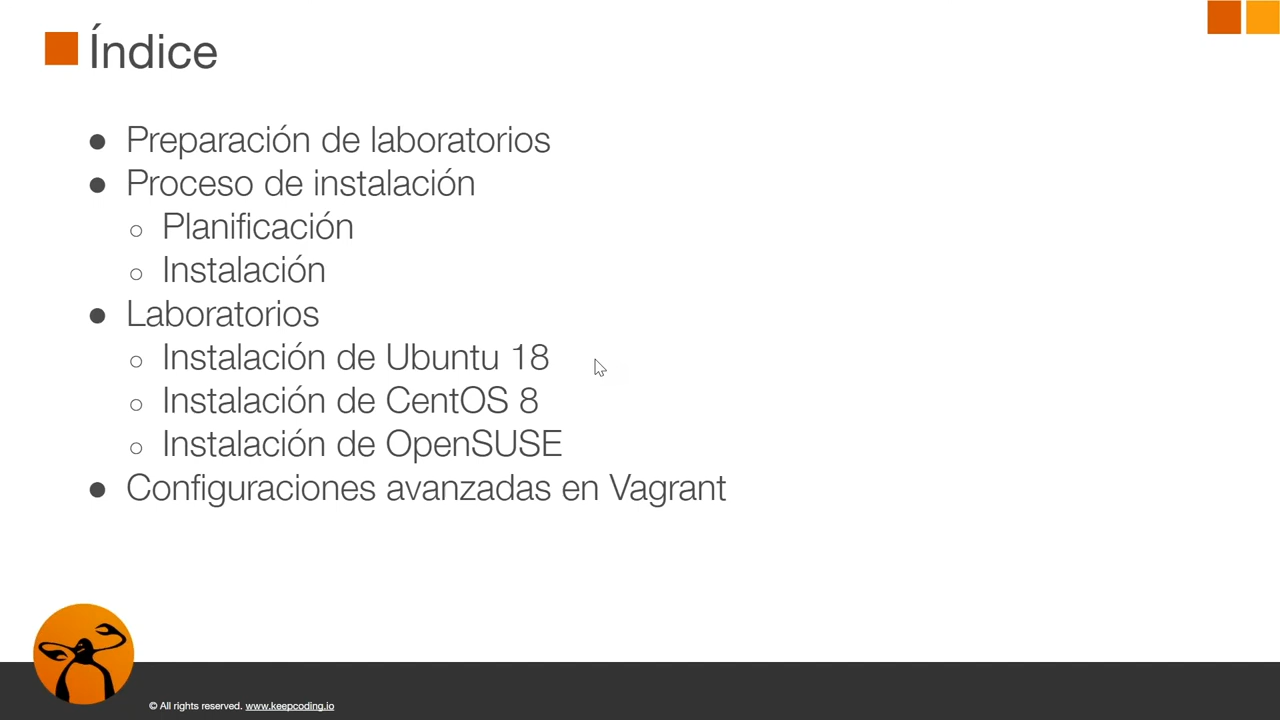 Índice
● Preparación de laboratorios
● Proceso de instalación
○ Planificación
○ Instalación
● Laboratorios
○ Instalación de Ubuntu 18
○ Instalación de CentOS 8
○ Instalación de OpenSUSE
● Configuraciones avanzadas en Vagrant
© All rights reserved. www.keepcoding.io